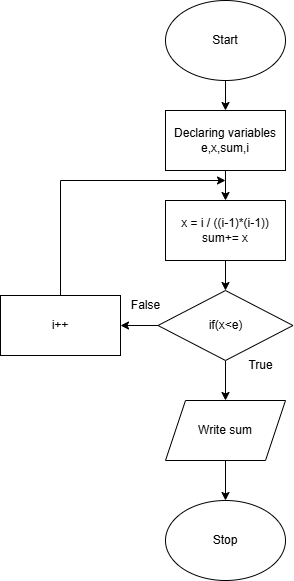 Start
Declaring variables
e,x,sum,i
x = i / ((i-1)*(i-1))
sum+= x
False
i++
if(x<e)
True
Write sum
Stop